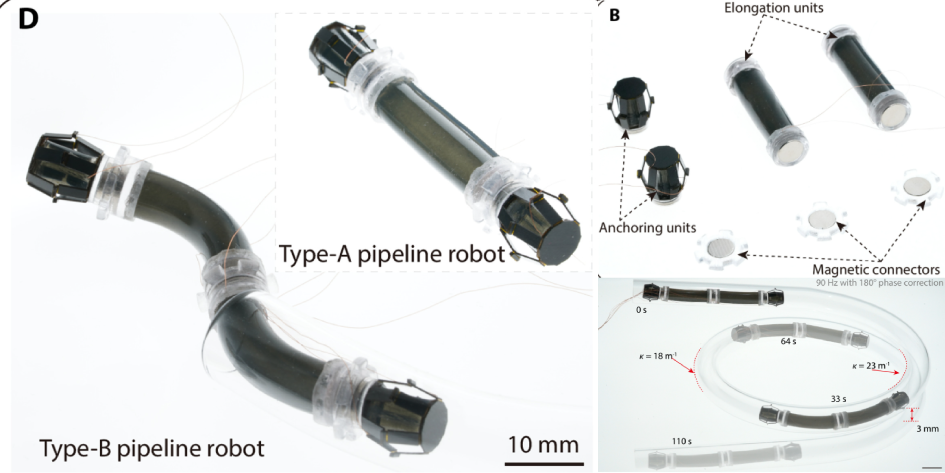 D
Type-A pipeline robot
Type-B pipeline robot
10 mm
B
Elongation units
Anchoring units
Magnetic connectors
90 Hz with 180° phase correction
0 s
64 s
κ = 18 m⁻¹
κ = 23 m⁻¹
33 s
3 mm
110 s